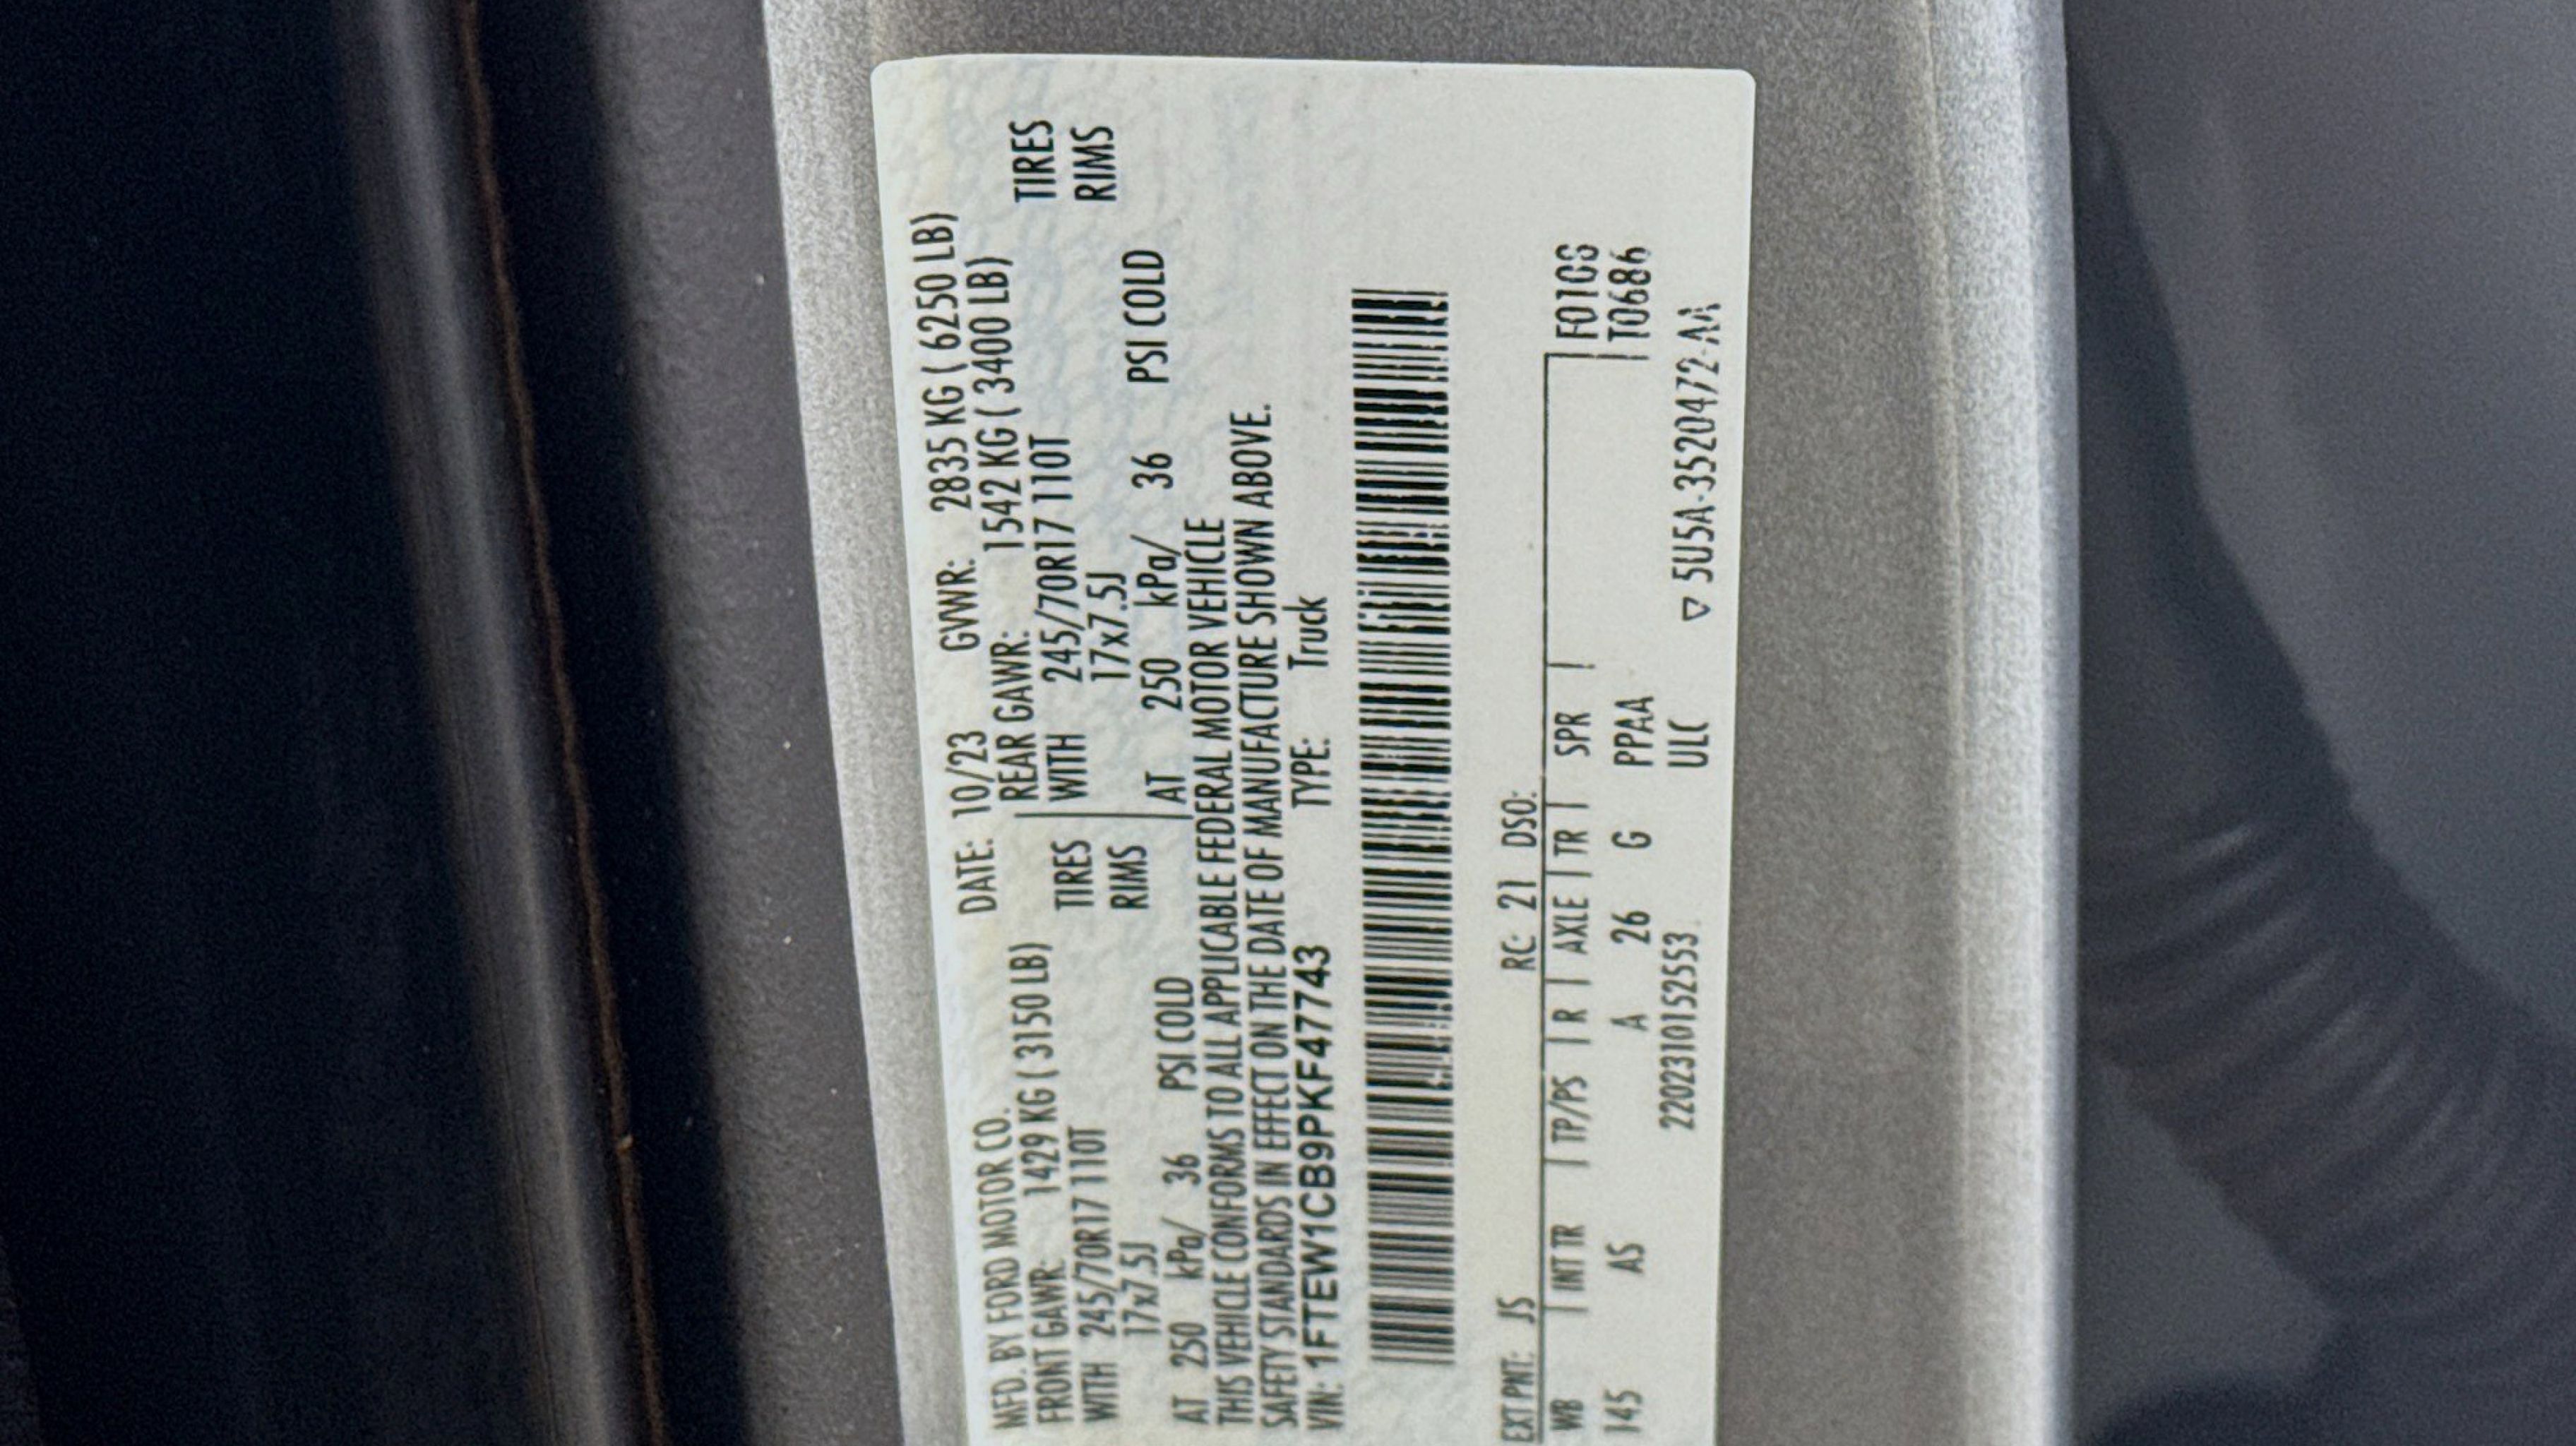 MFD. BY FORD MOTOR CO. DATE: 10/23 GVWR: 2835 KG ( 6250 LB)
FRONT GAWR: 1429 KG ( 3150 LB) REAR GAWR: 1542 KG ( 3400 LB)
WITH 245/70R17 110T TIRES WITH 245/70R17 110T TIRES
17x7.5J RIMS 17x7.5J RIMS
AT 250 kPa/ 36 PSI COLD AT 250 kPa/ 36 PSI COLD
THIS VEHICLE CONFORMS TO ALL APPLICABLE FEDERAL MOTOR VEHICLE
SAFETY STANDARDS IN EFFECT ON THE DATE OF MANUFACTURE SHOWN ABOVE.
VIN: 1FTEW1CB9PKF47743 TYPE: Truck
EXT PNT: JS RC: 21 DSO:
WB | INT TR | TP/PS | R | AXLE | TR | SPR | F0108
145 AS A 26 G PPAA T0686
2202310152553 ULC ▽ 5U5A-3520472-AA